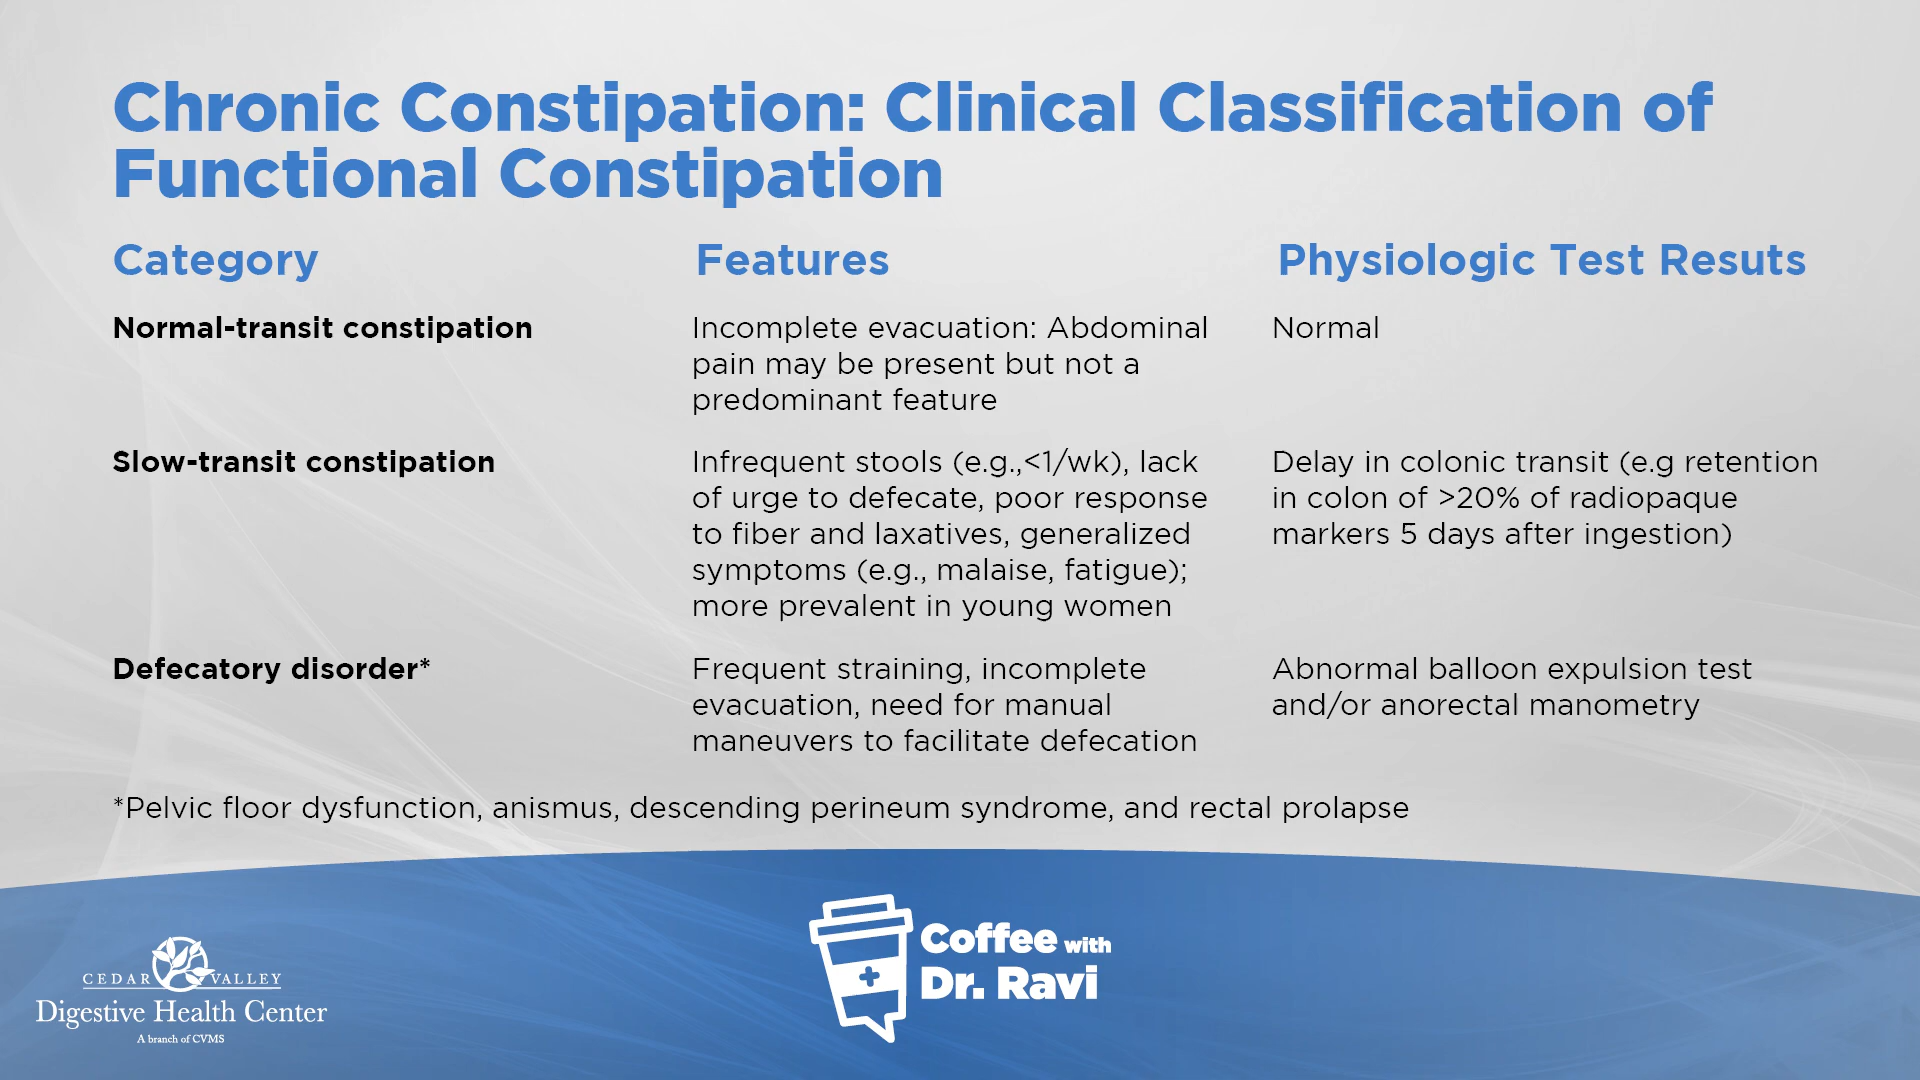 Chronic Constipation: Clinical Classification of
Functional Constipation
Category
Features
Physiologic Test Resuts
Normal-transit constipation
Incomplete evacuation: Abdominal
pain may be present but not a
predominant feature
Normal
Slow-transit constipation
Infrequent stools (e.g.,<1/wk), lack
of urge to defecate, poor response
to fiber and laxatives, generalized
symptoms (e.g., malaise, fatigue);
more prevalent in young women
Delay in colonic transit (e.g retention
in colon of >20% of radiopaque
markers 5 days after ingestion)
Defecatory disorder*
Frequent straining, incomplete
evacuation, need for manual
maneuvers to facilitate defecation
Abnormal balloon expulsion test
and/or anorectal manometry
*Pelvic floor dysfunction, anismus, descending perineum syndrome, and rectal prolapse
CEDAR VALLEY
Digestive Health Center
A branch of CVMS
Coffee with
Dr. Ravi